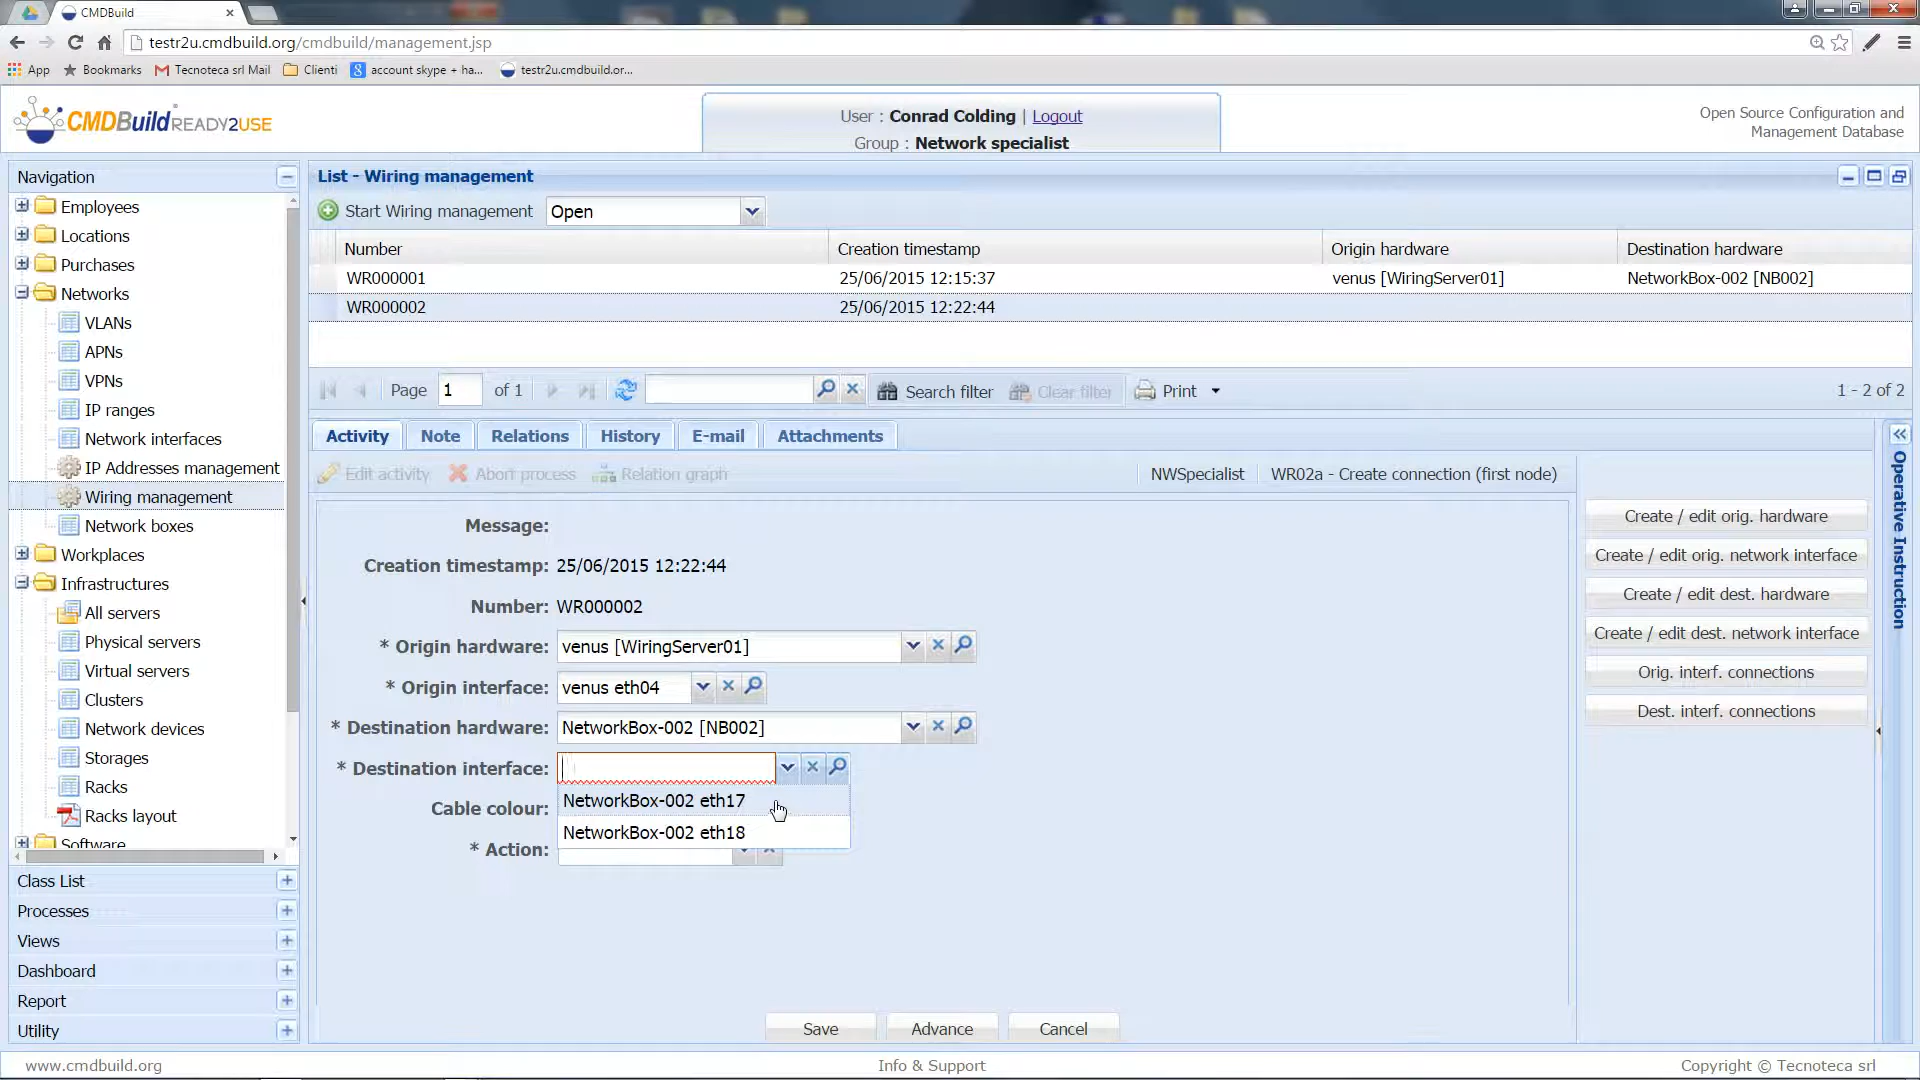 CMDBuild
testr2u.cmdbuild.org/cmdbuild/management.jsp
App
Bookmarks
Tecnoteca srl Mail
Clienti
account skype + ha...
testr2u.cmdbuild.or...
CMDBuild READY2USE
User : Conrad Colding | Logout
Group : Network specialist
Open Source Configuration and
Management Database
Navigation
Employees
Locations
Purchases
Networks
VLANs
APNs
VPNs
IP ranges
Network interfaces
IP Addresses management
Wiring management
Network boxes
Workplaces
Infrastructures
All servers
Physical servers
Virtual servers
Clusters
Network devices
Storages
Racks
Racks layout
Software
Class List
Processes
Views
Dashboard
Report
Utility
List - Wiring management
Start Wiring management Open
Number Creation timestamp Origin hardware Destination hardware
WR000001 25/06/2015 12:15:37 venus [WiringServer01] NetworkBox-002 [NB002]
WR000002 25/06/2015 12:22:44
Page 1 of 1 Search filter Clear filter Print 1 - 2 of 2
Activity Note Relations History E-mail Attachments
Edit activity Abort process Relation graph NWSpecialist WR02a - Create connection (first node)
Message:
Creation timestamp: 25/06/2015 12:22:44
Number: WR000002
* Origin hardware: venus [WiringServer01]
* Origin interface: venus eth04
* Destination hardware: NetworkBox-002 [NB002]
* Destination interface:
NetworkBox-002 eth17
Cable colour:
NetworkBox-002 eth18
* Action:
Save Advance Cancel
Create / edit orig. hardware
Create / edit orig. network interface
Create / edit dest. hardware
Create / edit dest. network interface
Orig. interf. connections
Dest. interf. connections
Operative Instruction
www.cmdbuild.org Info & Support Copyright © Tecnoteca srl